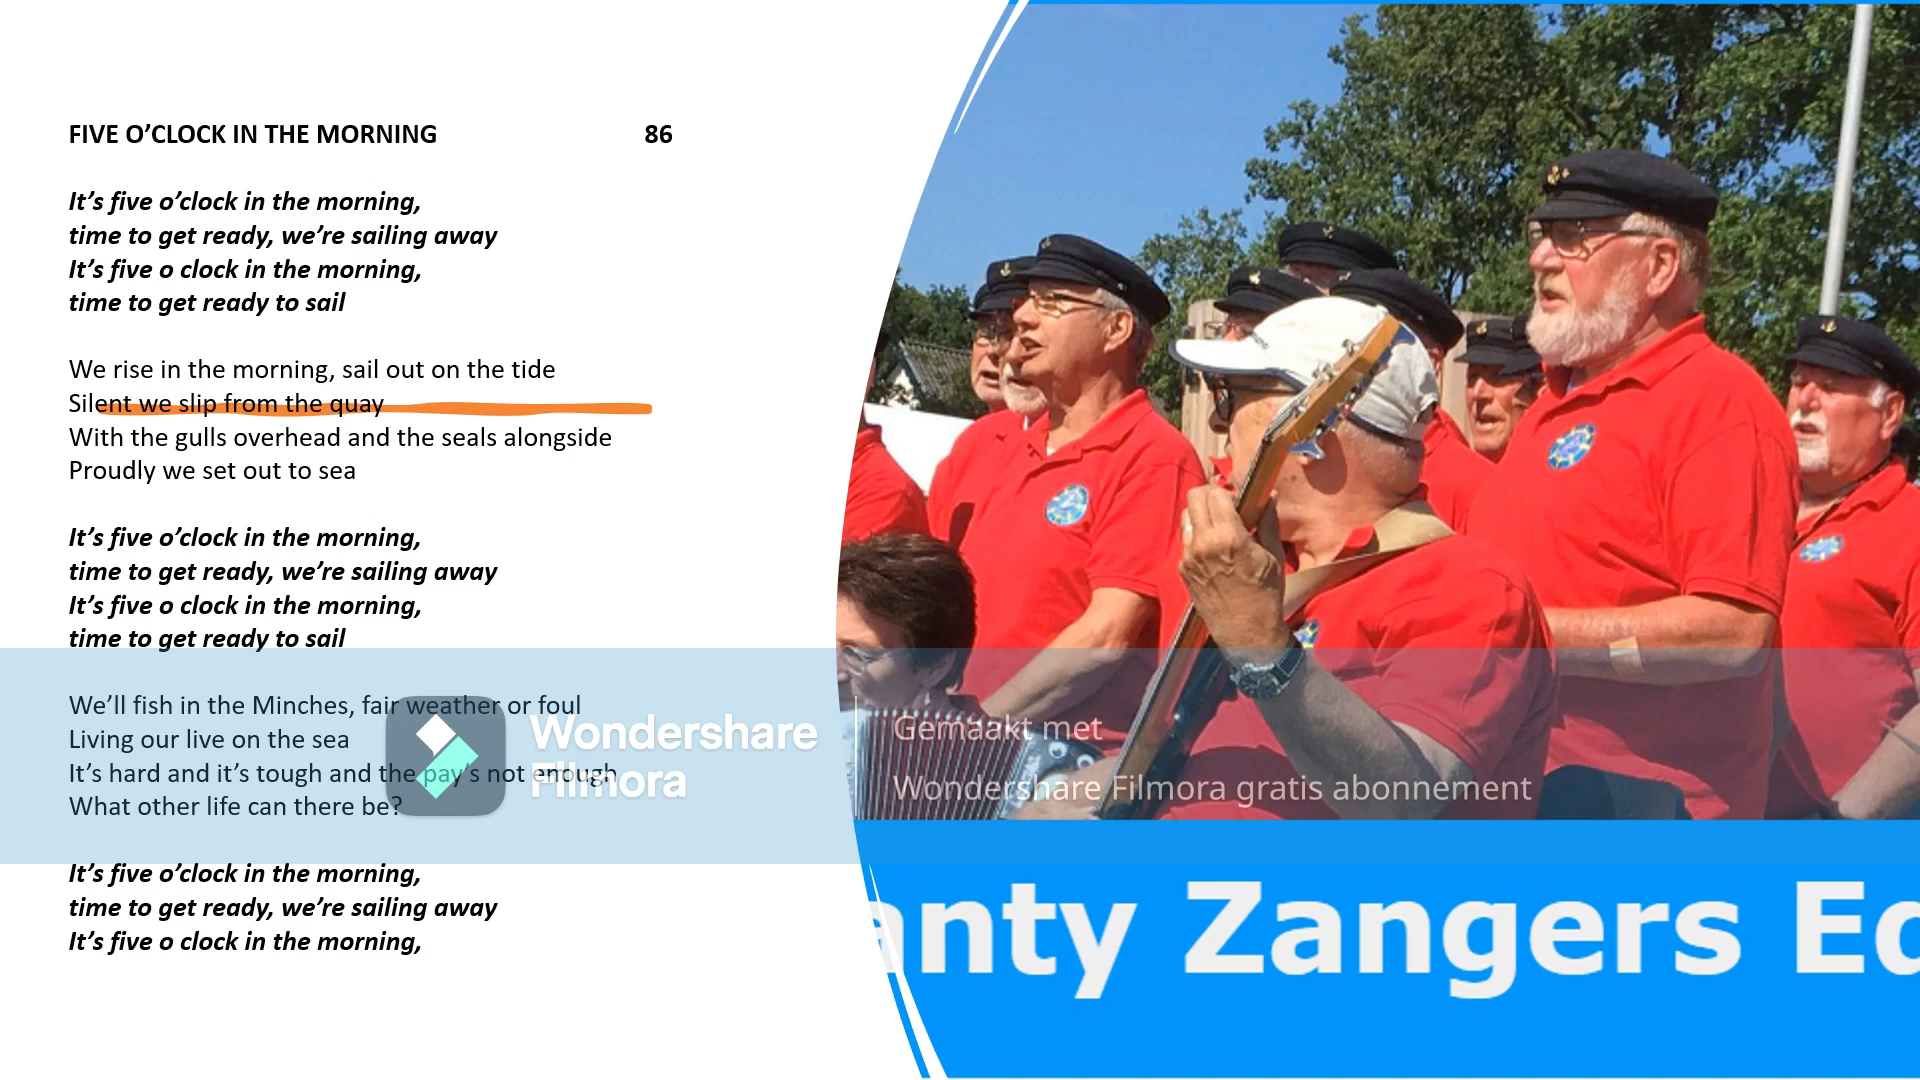 FIVE O’CLOCK IN THE MORNING 86
It’s five o’clock in the morning,
time to get ready, we’re sailing away
It’s five o clock in the morning,
time to get ready to sail
We rise in the morning, sail out on the tide
Silent we slip from the quay
With the gulls overhead and the seals alongside
Proudly we set out to sea
It’s five o’clock in the morning,
time to get ready, we’re sailing away
It’s five o clock in the morning,
time to get ready to sail
We’ll fish in the Minches, fair weather or foul
Living our live on the sea
It’s hard and it’s tough and the pay’s not enough
What other life can there be?
It’s five o’clock in the morning,
time to get ready, we’re sailing away
It’s five o clock in the morning,
Wondershare
Filmora
Gemaakt met
Wondershare Filmora gratis abonnement
anty Zangers Ed